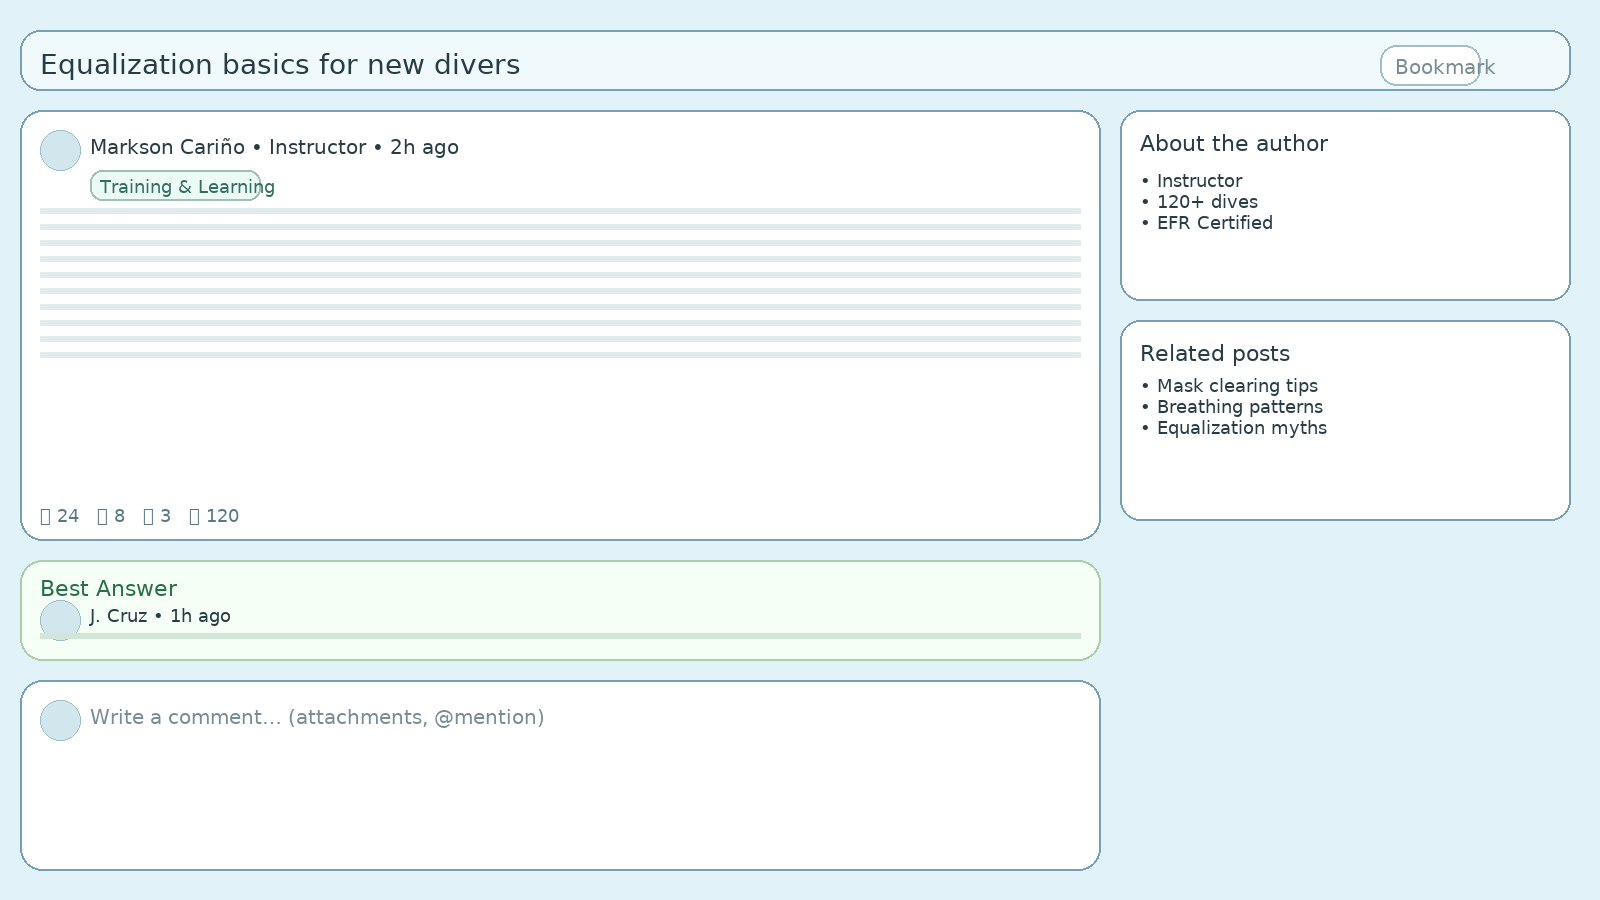 Equalization basics for new divers
Bookmark
Markson Cariño • Instructor • 2h ago
Training & Learning
24 8 3 120
Best Answer
J. Cruz • 1h ago
Write a comment… (attachments, @mention)
About the author
• Instructor
• 120+ dives
• EFR Certified
Related posts
• Mask clearing tips
• Breathing patterns
• Equalization myths